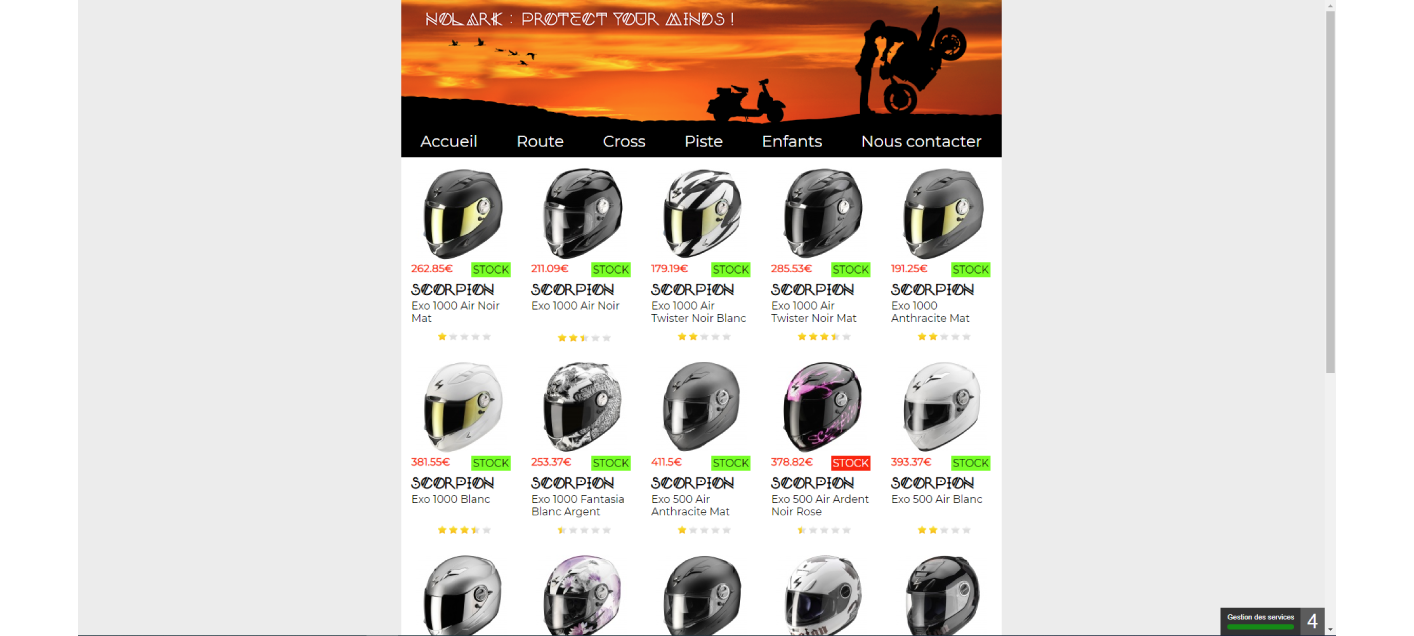 NOLARK : PROTECT YOUR MINDS !
Accueil Route Cross Piste Enfants Nous contacter
262.85€ STOCK 211.09€ STOCK 179.19€ STOCK 285.53€ STOCK 191.25€ STOCK
SCORPION SCORPION SCORPION SCORPION SCORPION
Exo 1000 Air Noir Exo 1000 Air Noir Exo 1000 Air Exo 1000 Air Exo 1000
Mat Twister Noir Blanc Twister Noir Mat Anthracite Mat
381.55€ STOCK 253.37€ STOCK 411.5€ STOCK 378.82€ STOCK 393.37€ STOCK
SCORPION SCORPION SCORPION SCORPION SCORPION
Exo 1000 Blanc Exo 1000 Fantasia Exo 500 Air Exo 500 Air Ardent Exo 500 Air Blanc
Blanc Argent Anthracite Mat Noir Rose
Gestion des services 4